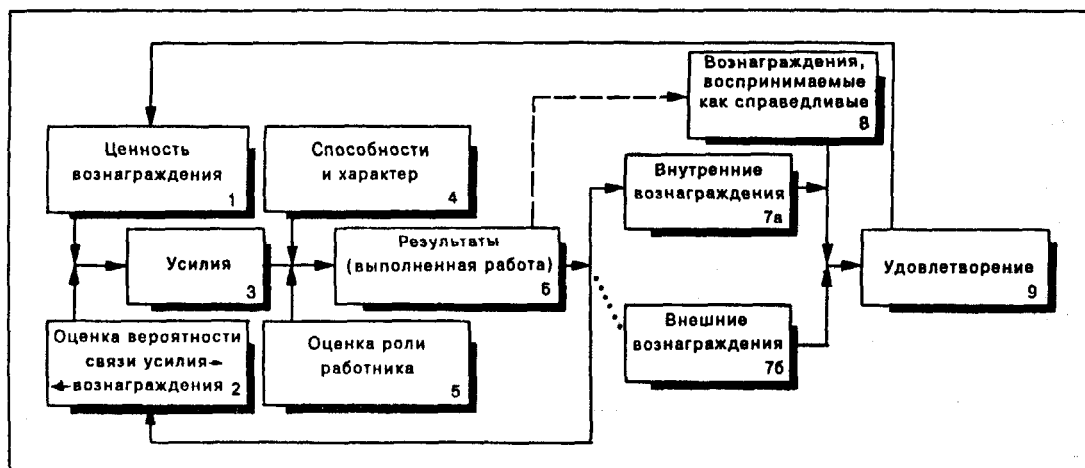 Вознаграждения,
воспринимаемые
как справедливые
8
Ценность
вознаграждения
1
Способности
и характер
4
Внутренние
вознаграждения
7а
Усилия
3
Результаты
(выполненная работа)
6
Удовлетворение
9
Оценка вероятности
связи усилия-
вознаграждения 2
Оценка роли
работника
5
Внешние
вознаграждения
7б